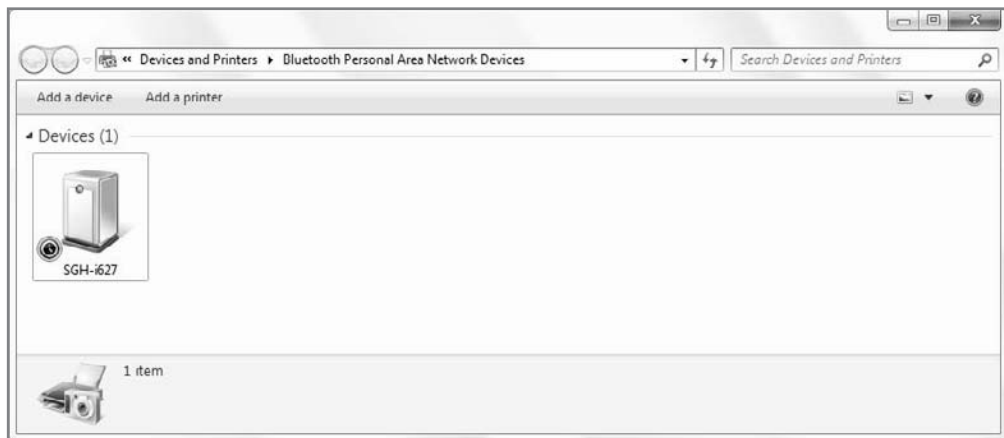 « Devices and Printers ▸ Bluetooth Personal Area Network Devices
Search Devices and Printers
Add a device Add a printer
Devices (1)
SGH-i627
1 item